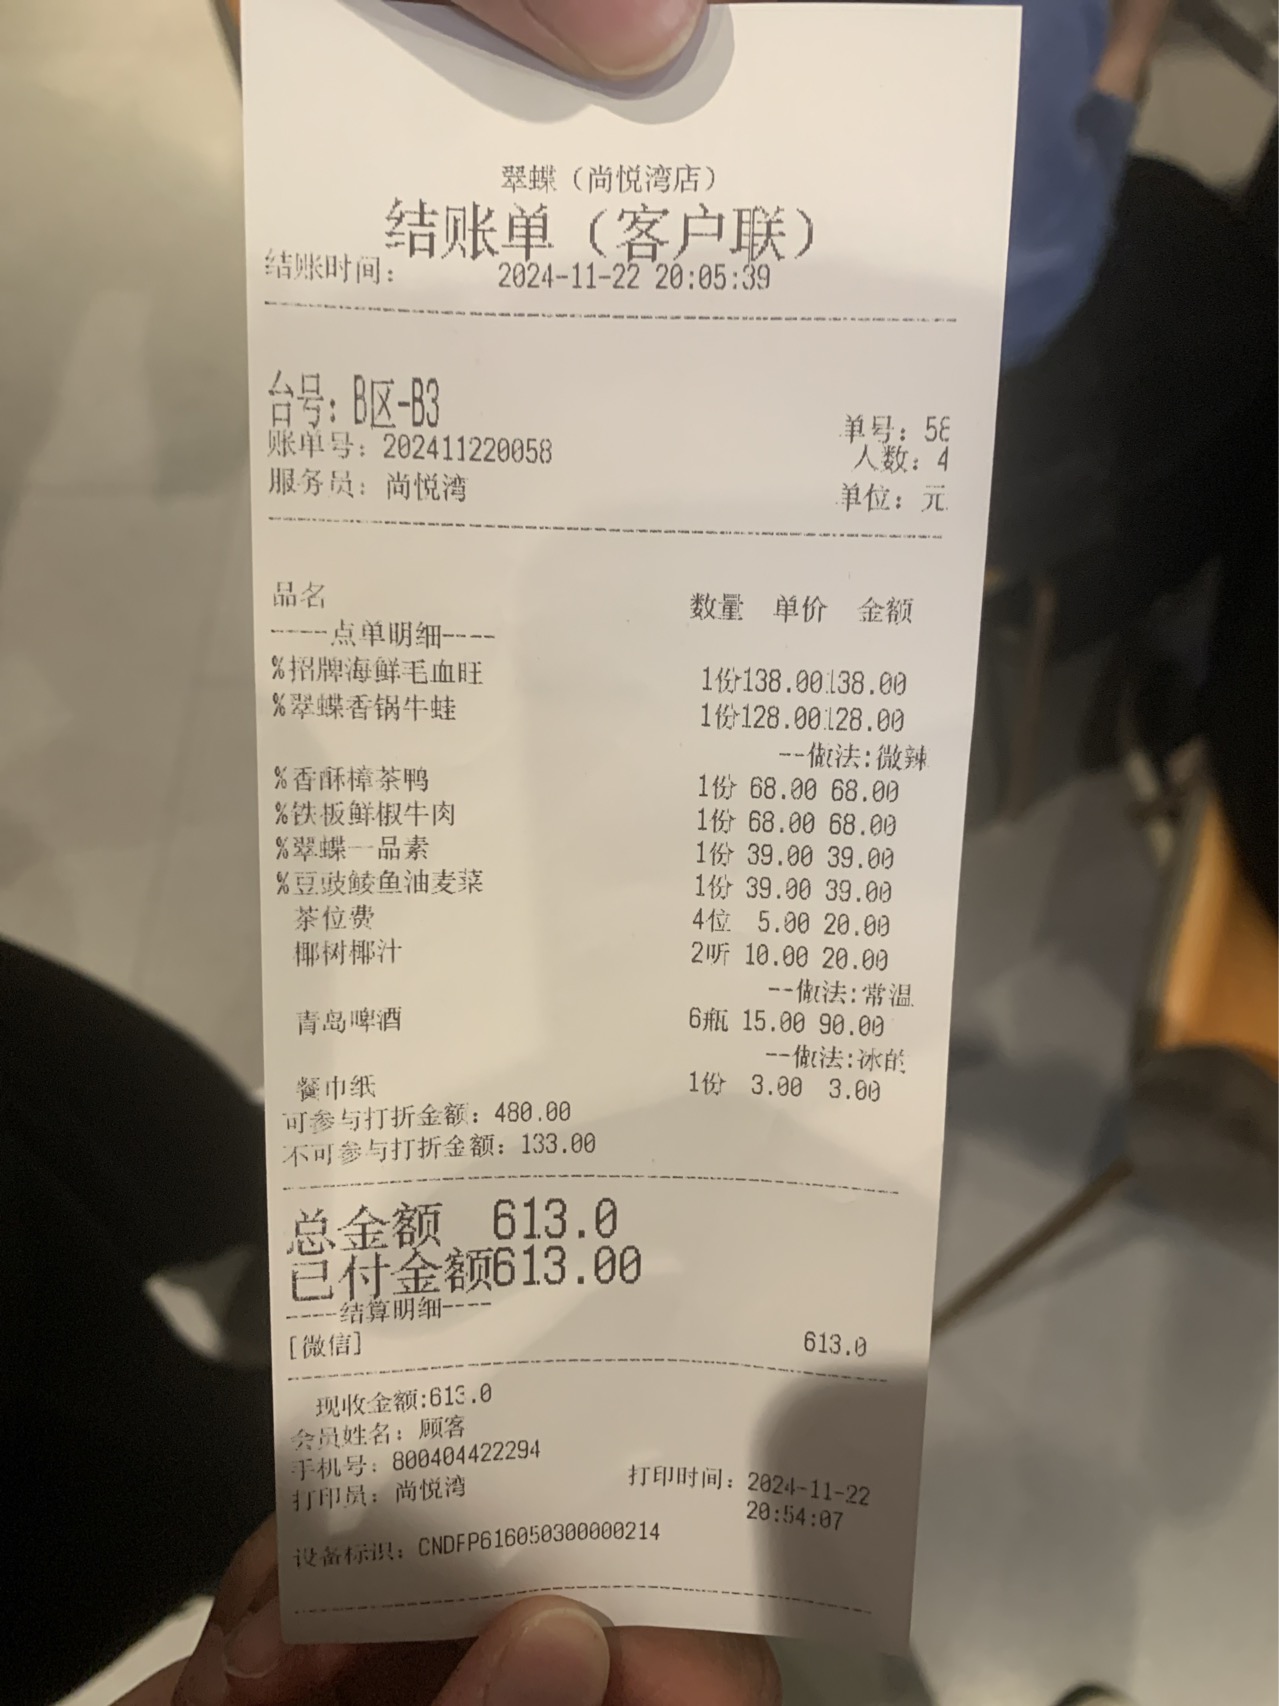 翠蝶（尚悦湾店）
结账单（客户联）
结账时间： 2024-11-22 20:05:39
台号：B区-B3
账单号：202411220058 单号：58
服务员：尚悦湾 人数：4
单位：元
品名 数量 单价 金额
----点单明细----
%招牌海鲜毛血旺 1份138.00138.00
%翠蝶香锅牛蛙 1份128.00128.00
--做法:微辣
%香酥樟茶鸭 1份 68.00 68.00
%铁板鲜椒牛肉 1份 68.00 68.00
%翠蝶一品素 1份 39.00 39.00
%豆豉鲮鱼油麦菜 1份 39.00 39.00
茶位费 4位 5.00 20.00
椰树椰汁 2听 10.00 20.00
--做法:常温
青岛啤酒 6瓶 15.00 90.00
--做法:冰的
餐巾纸 1份 3.00 3.00
可参与打折金额：480.00
不可参与打折金额：133.00
总金额 613.0
已付金额613.00
----结算明细----
[微信] 613.0
现收金额:613.0
会员姓名：顾客
手机号：800404422294
打印员：尚悦湾 打印时间：2024-11-22
20:54:07
设备标识：CNDFP616050300000214